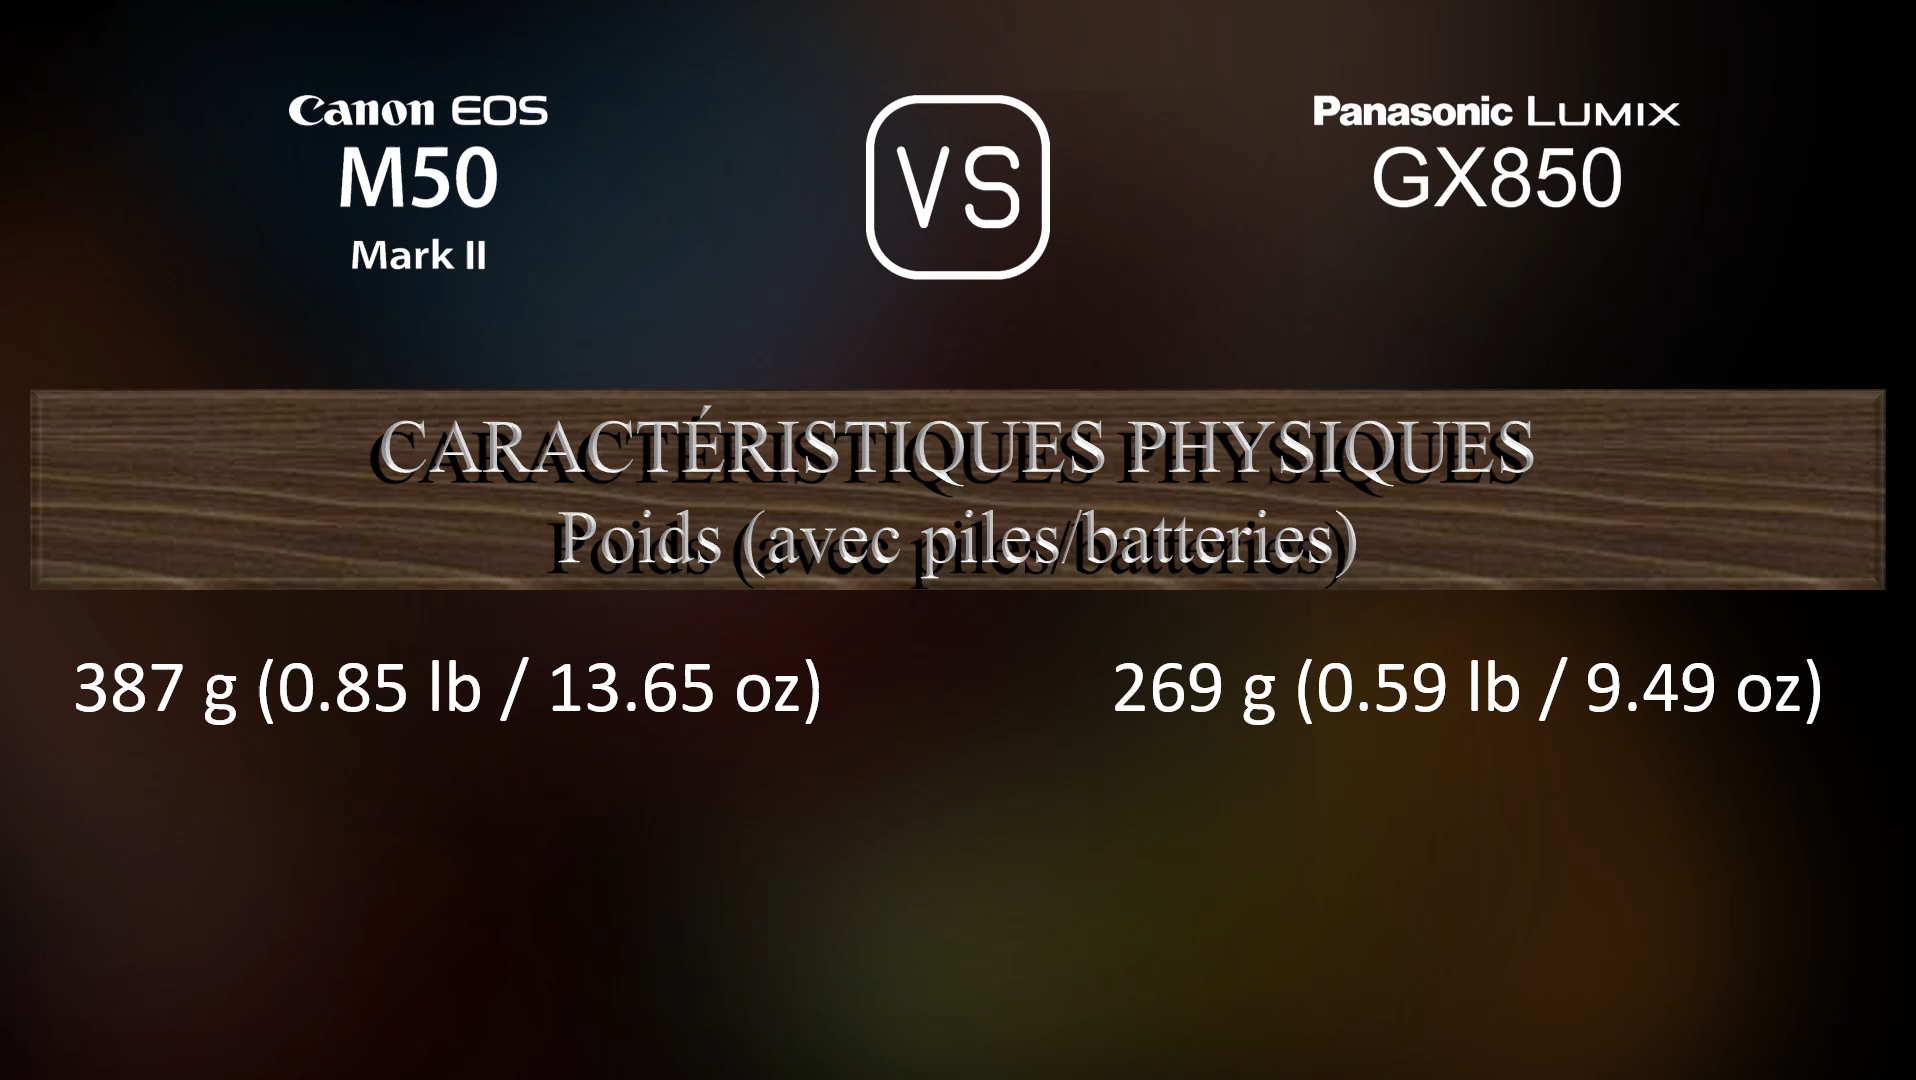 Canon EOS
M50
Mark II
VS
Panasonic LUMIX
GX850
CARACTÉRISTIQUES PHYSIQUES
Poids (avec piles/batteries)
387 g (0.85 lb / 13.65 oz)
269 g (0.59 lb / 9.49 oz)